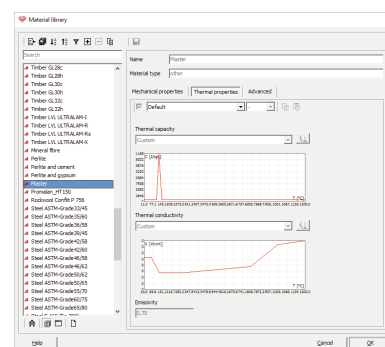 Material library
Search
Timber GL28c
Timber GL28h
Timber GL30c
Timber GL30h
Timber GL32c
Timber GL32h
Timber LVL ULTRALAM-I
Timber LVL ULTRALAM-R
Timber LVL ULTRALAM-Rs
Timber LVL ULTRALAM-X
Mineral fibre
Perlite
Perlite and cement
Perlite and gypsum
Plaster
Promalan_HT150
Rockwool Conflit P 756
Steel ASTM-Grade33/45
Steel ASTM-Grade35/60
Steel ASTM-Grade36/58
Steel ASTM-Grade39/45
Steel ASTM-Grade42/58
Steel ASTM-Grade42/60
Steel ASTM-Grade46/58
Steel ASTM-Grade46/62
Steel ASTM-Grade50/62
Steel ASTM-Grade50/65
Steel ASTM-Grade55/70
Steel ASTM-Grade60/75
Steel ASTM-Grade65/80
Name Plaster
Material type other
Mechanical properties Thermal properties Advanced
Default
Thermal capacity
Custom
C [J/kgK]
T [°C]
Thermal conductivity
Custom
T [°C]
Emissivity
0,70
Help Cancel OK